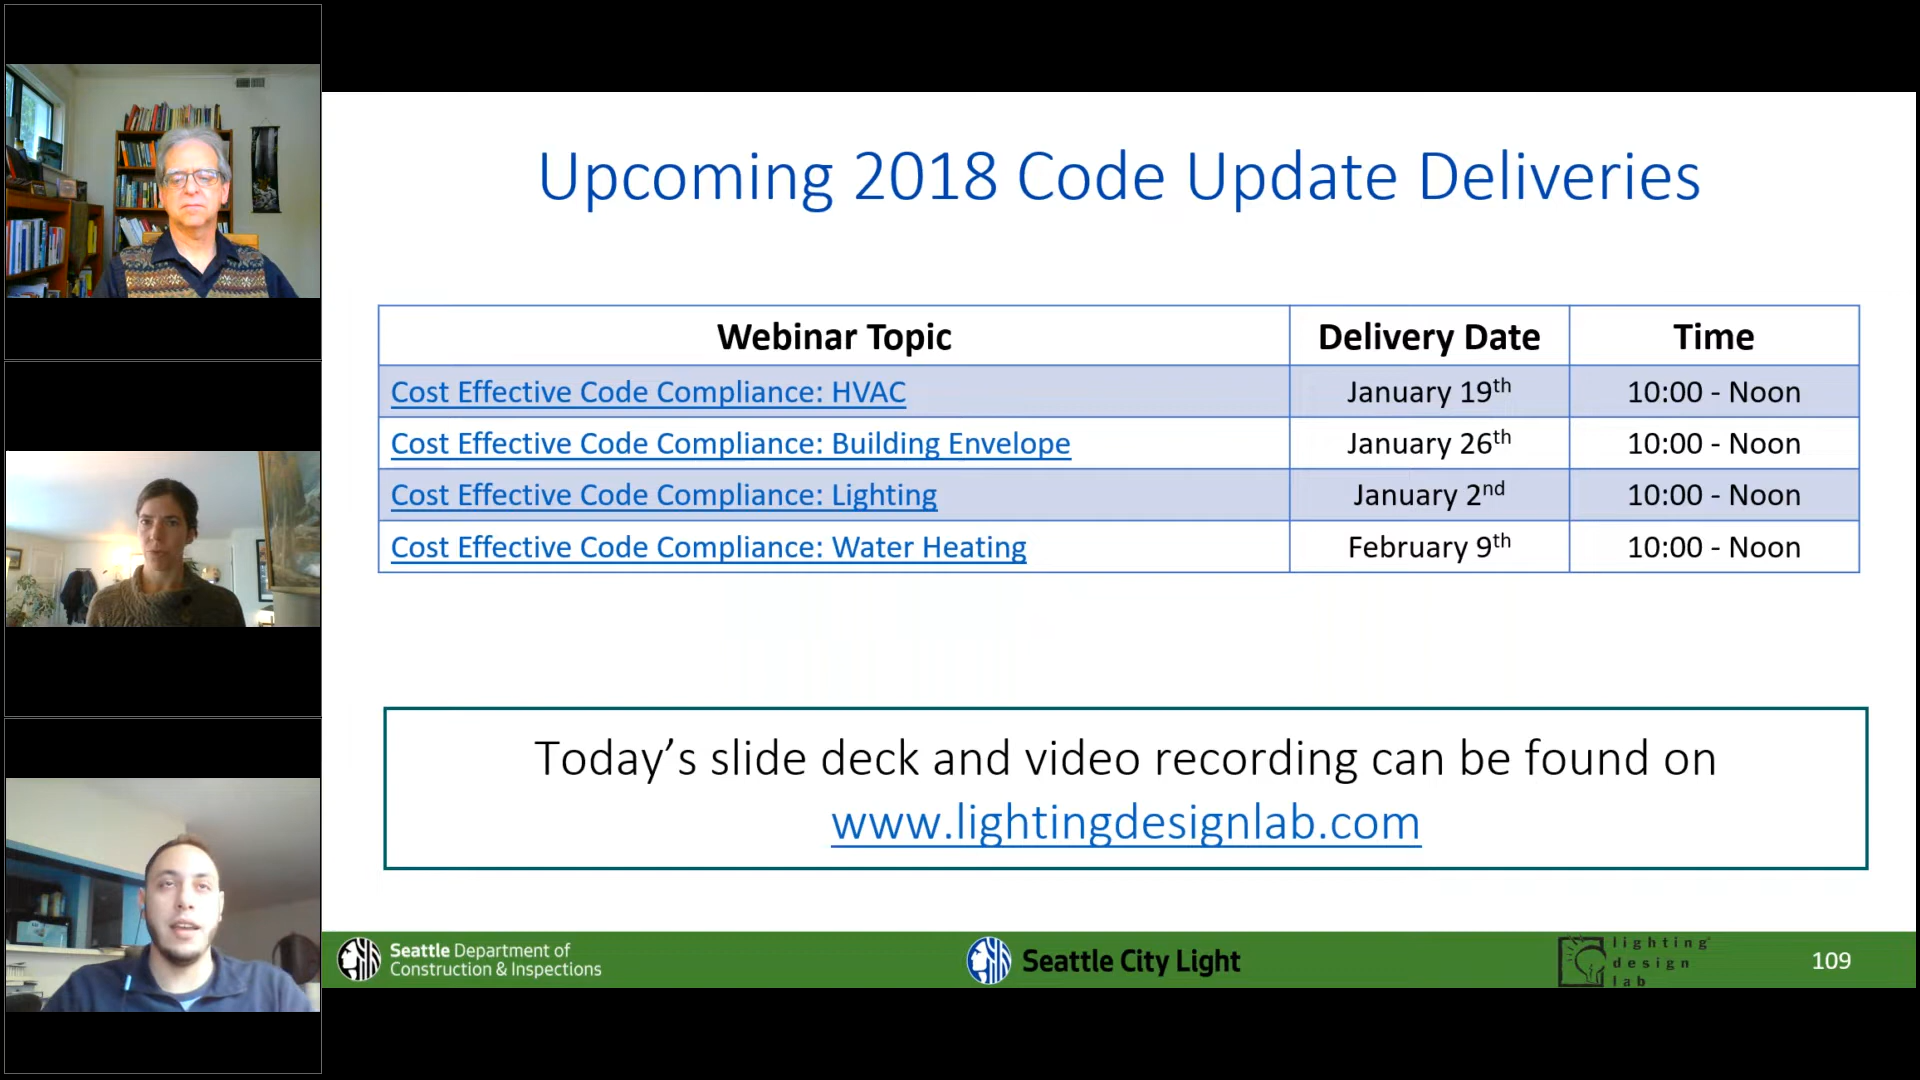 Upcoming 2018 Code Update Deliveries
Webinar Topic Delivery Date Time
Cost Effective Code Compliance: HVAC January 19th 10:00 - Noon
Cost Effective Code Compliance: Building Envelope January 26th 10:00 - Noon
Cost Effective Code Compliance: Lighting January 2nd 10:00 - Noon
Cost Effective Code Compliance: Water Heating February 9th 10:00 - Noon
Today's slide deck and video recording can be found on
www.lightingdesignlab.com
Seattle Department of
Construction & Inspections
Seattle City Light
lighting
design
lab
109